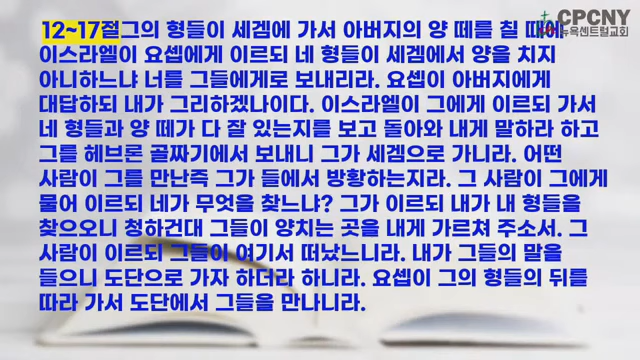 CPCNY
뉴욕센트럴교회
12~17절그의 형들이 세겜에 가서 아버지의 양 떼를 칠 때에
이스라엘이 요셉에게 이르되 네 형들이 세겜에서 양을 치지
아니하느냐 너를 그들에게로 보내리라. 요셉이 아버지에게
대답하되 내가 그리하겠나이다. 이스라엘이 그에게 이르되 가서
네 형들과 양 떼가 다 잘 있는지를 보고 돌아와 내게 말하라 하고
그를 헤브론 골짜기에서 보내니 그가 세겜으로 가니라. 어떤
사람이 그를 만난즉 그가 들에서 방황하는지라. 그 사람이 그에게
물어 이르되 네가 무엇을 찾느냐? 그가 이르되 내가 내 형들을
찾으오니 청하건대 그들이 양치는 곳을 내게 가르쳐 주소서. 그
사람이 이르되 그들이 여기서 떠났느니라. 내가 그들의 말을
들으니 도단으로 가자 하더라 하니라. 요셉이 그의 형들의 뒤를
따라 가서 도단에서 그들을 만나니라.